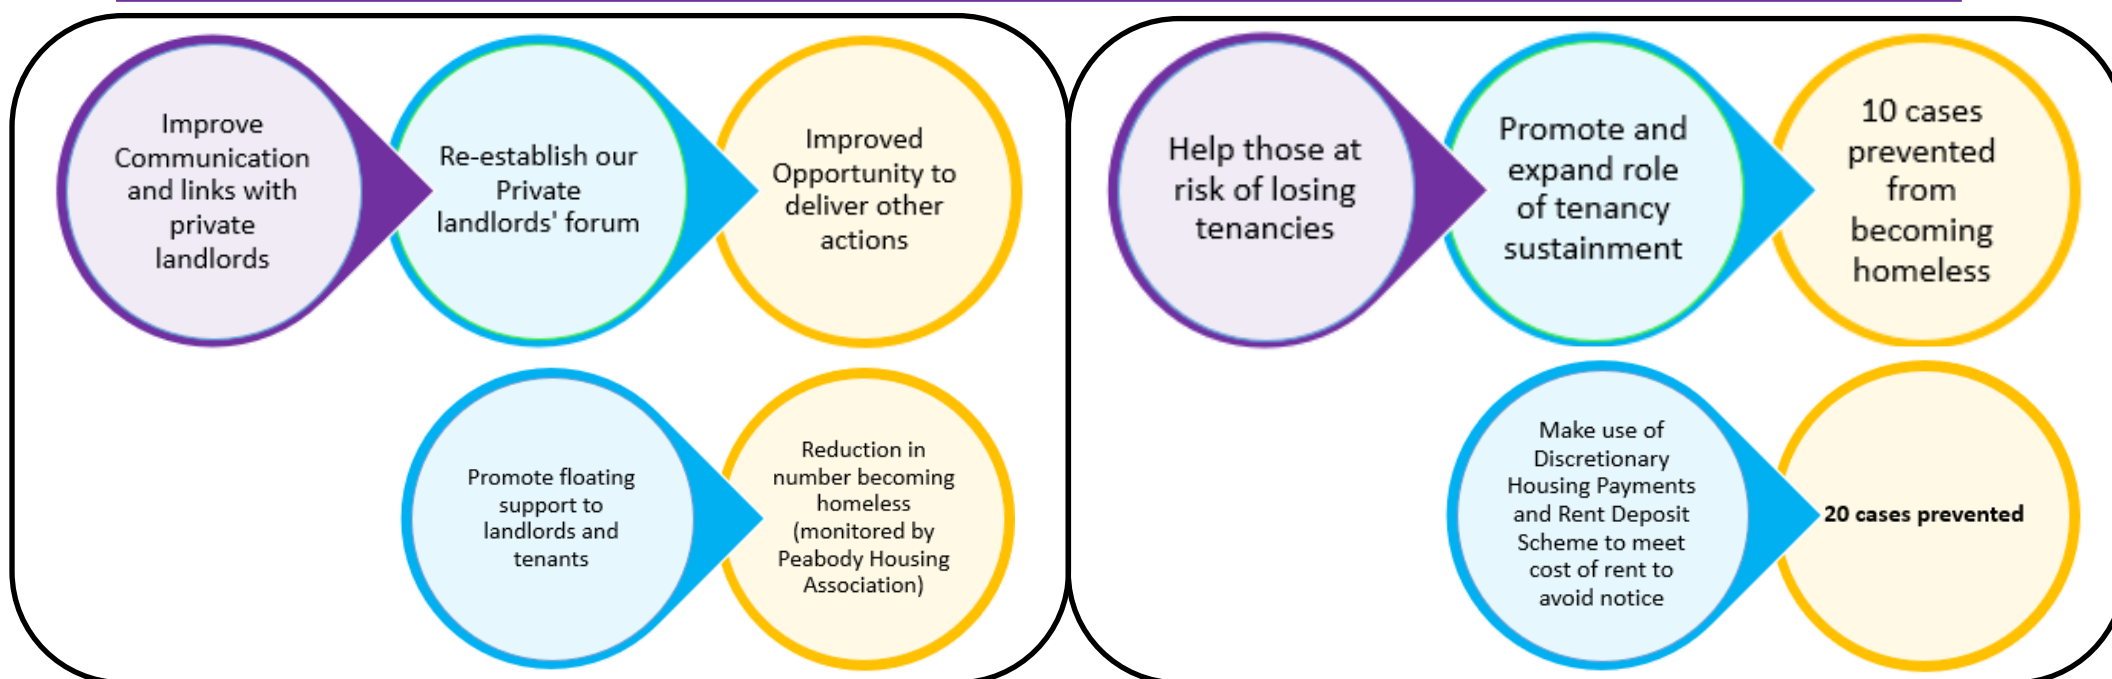 Improve
Communication
and links with
private
landlords
Re-establish our
Private
landlords' forum
Improved
Opportunity to
deliver other
actions
Promote floating
support to
landlords and
tenants
Reduction in
number becoming
homeless
(monitored by
Peabody Housing
Association)
Help those at
risk of losing
tenancies
Promote and
expand role
of tenancy
sustainment
10 cases
prevented
from
becoming
homeless
Make use of
Discretionary
Housing Payments
and Rent Deposit
Scheme to meet
cost of rent to
avoid notice
20 cases prevented